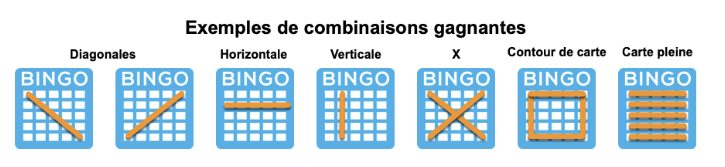 Exemples de combinaisons gagnantes
Diagonales Horizontale Verticale X Contour de carte Carte pleine
BINGO BINGO BINGO BINGO BINGO BINGO BINGO